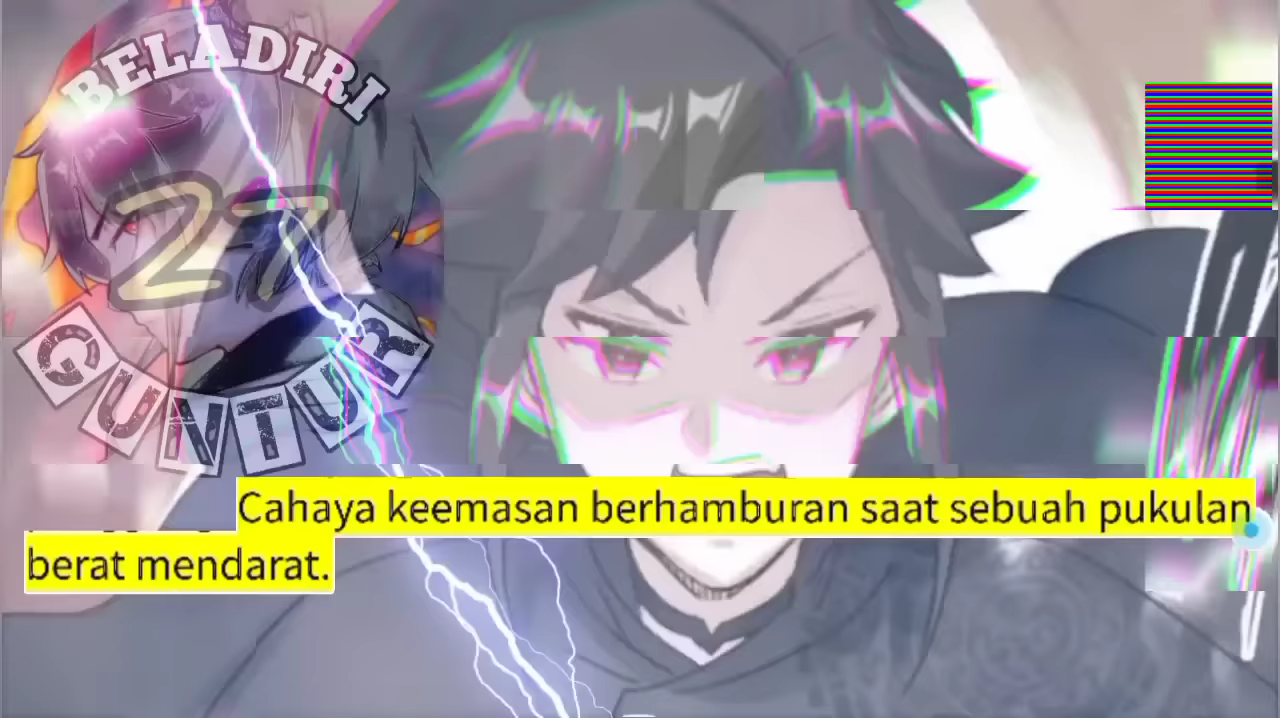 BELADIRI
27
GUNTUR
Cahaya keemasan berhamburan saat sebuah pukulan
berat mendarat.